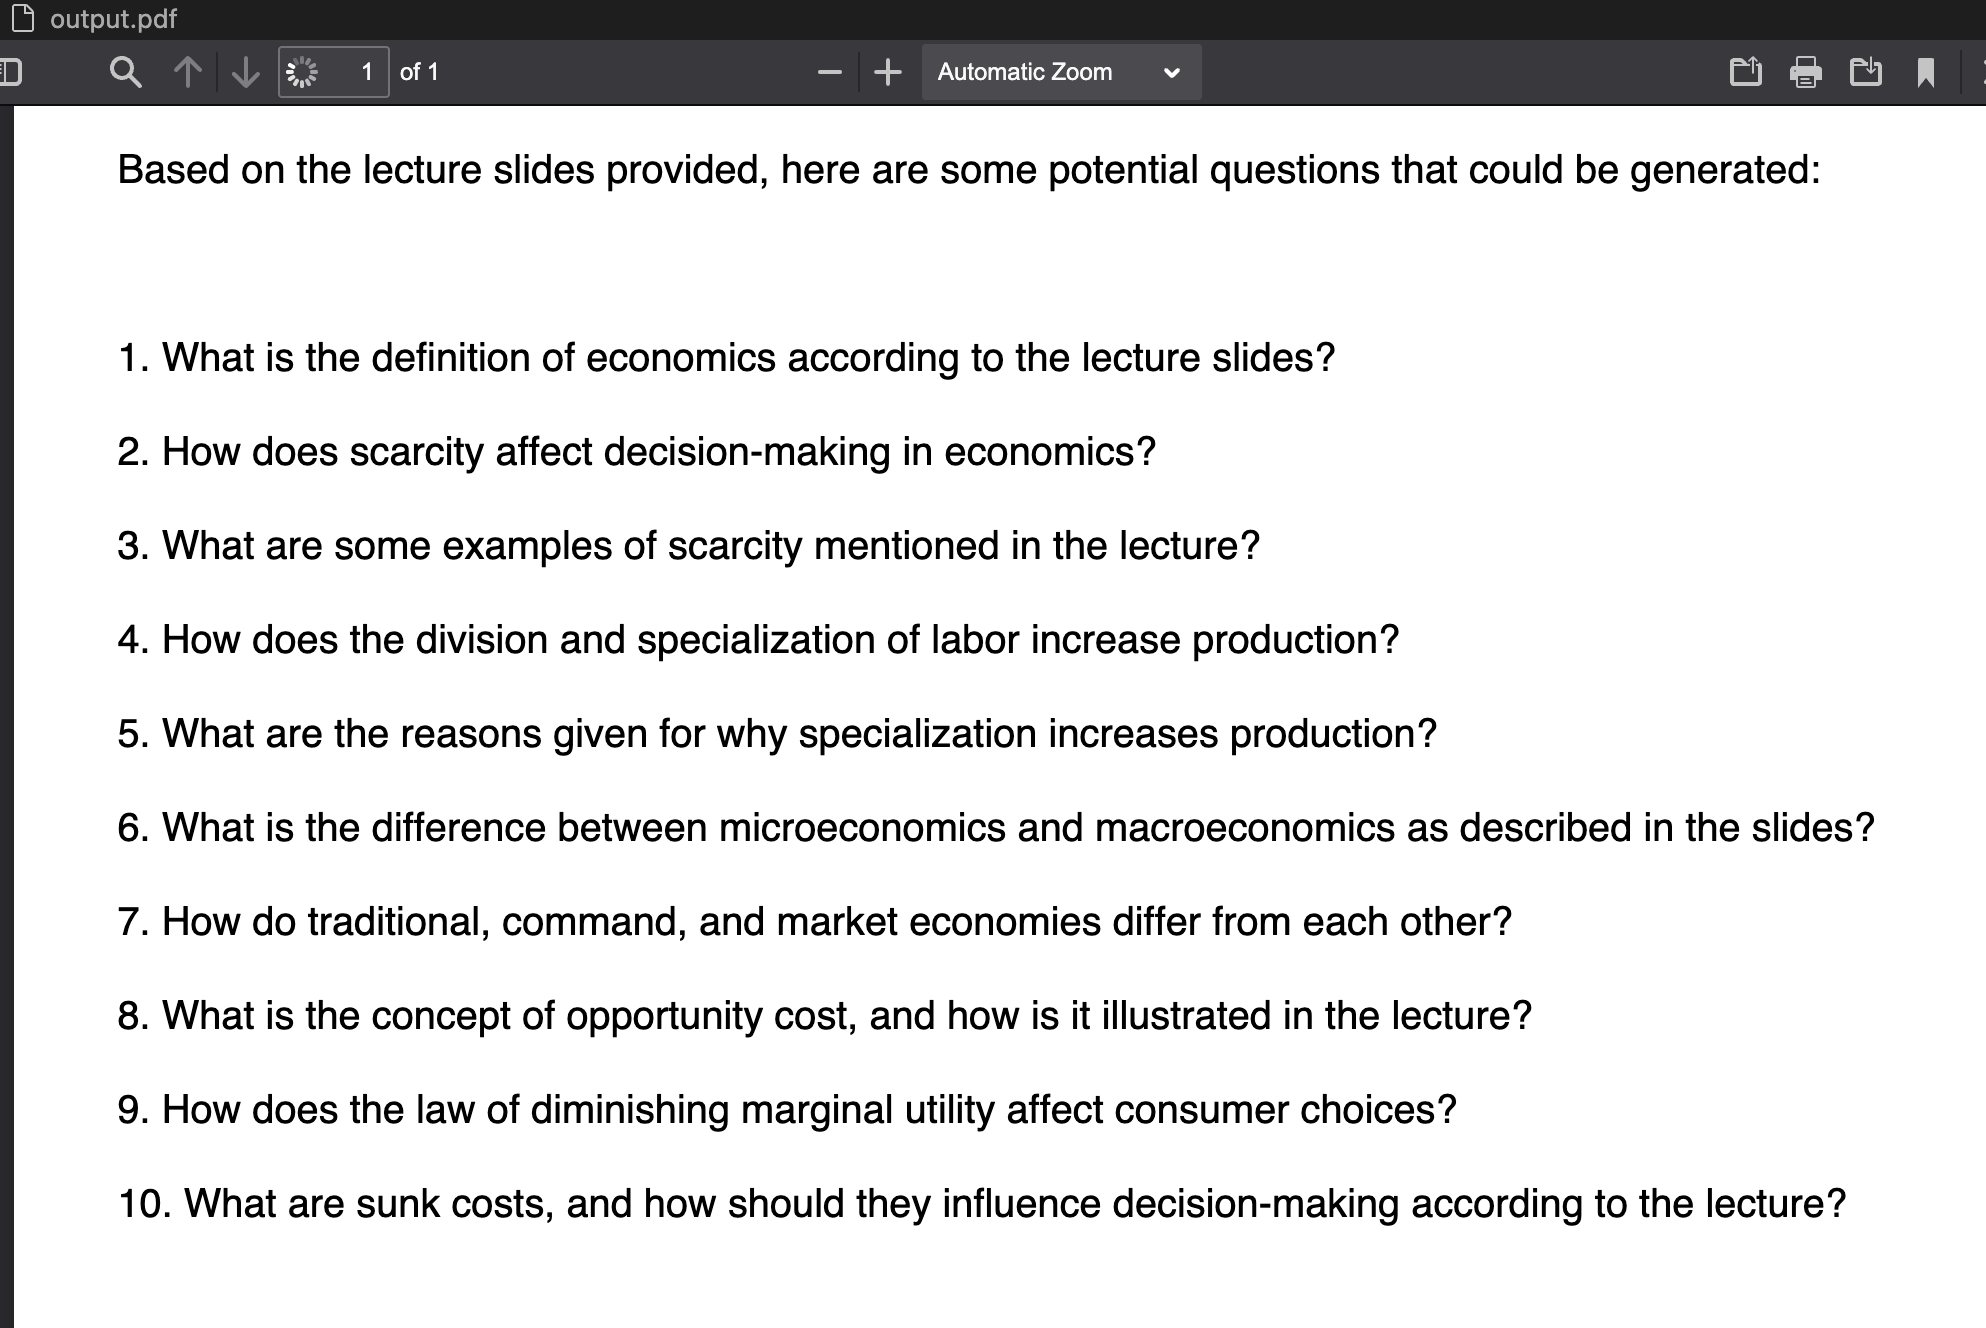 output.pdf
1 of 1 Automatic Zoom
Based on the lecture slides provided, here are some potential questions that could be generated:
1. What is the definition of economics according to the lecture slides?
2. How does scarcity affect decision-making in economics?
3. What are some examples of scarcity mentioned in the lecture?
4. How does the division and specialization of labor increase production?
5. What are the reasons given for why specialization increases production?
6. What is the difference between microeconomics and macroeconomics as described in the slides?
7. How do traditional, command, and market economies differ from each other?
8. What is the concept of opportunity cost, and how is it illustrated in the lecture?
9. How does the law of diminishing marginal utility affect consumer choices?
10. What are sunk costs, and how should they influence decision-making according to the lecture?